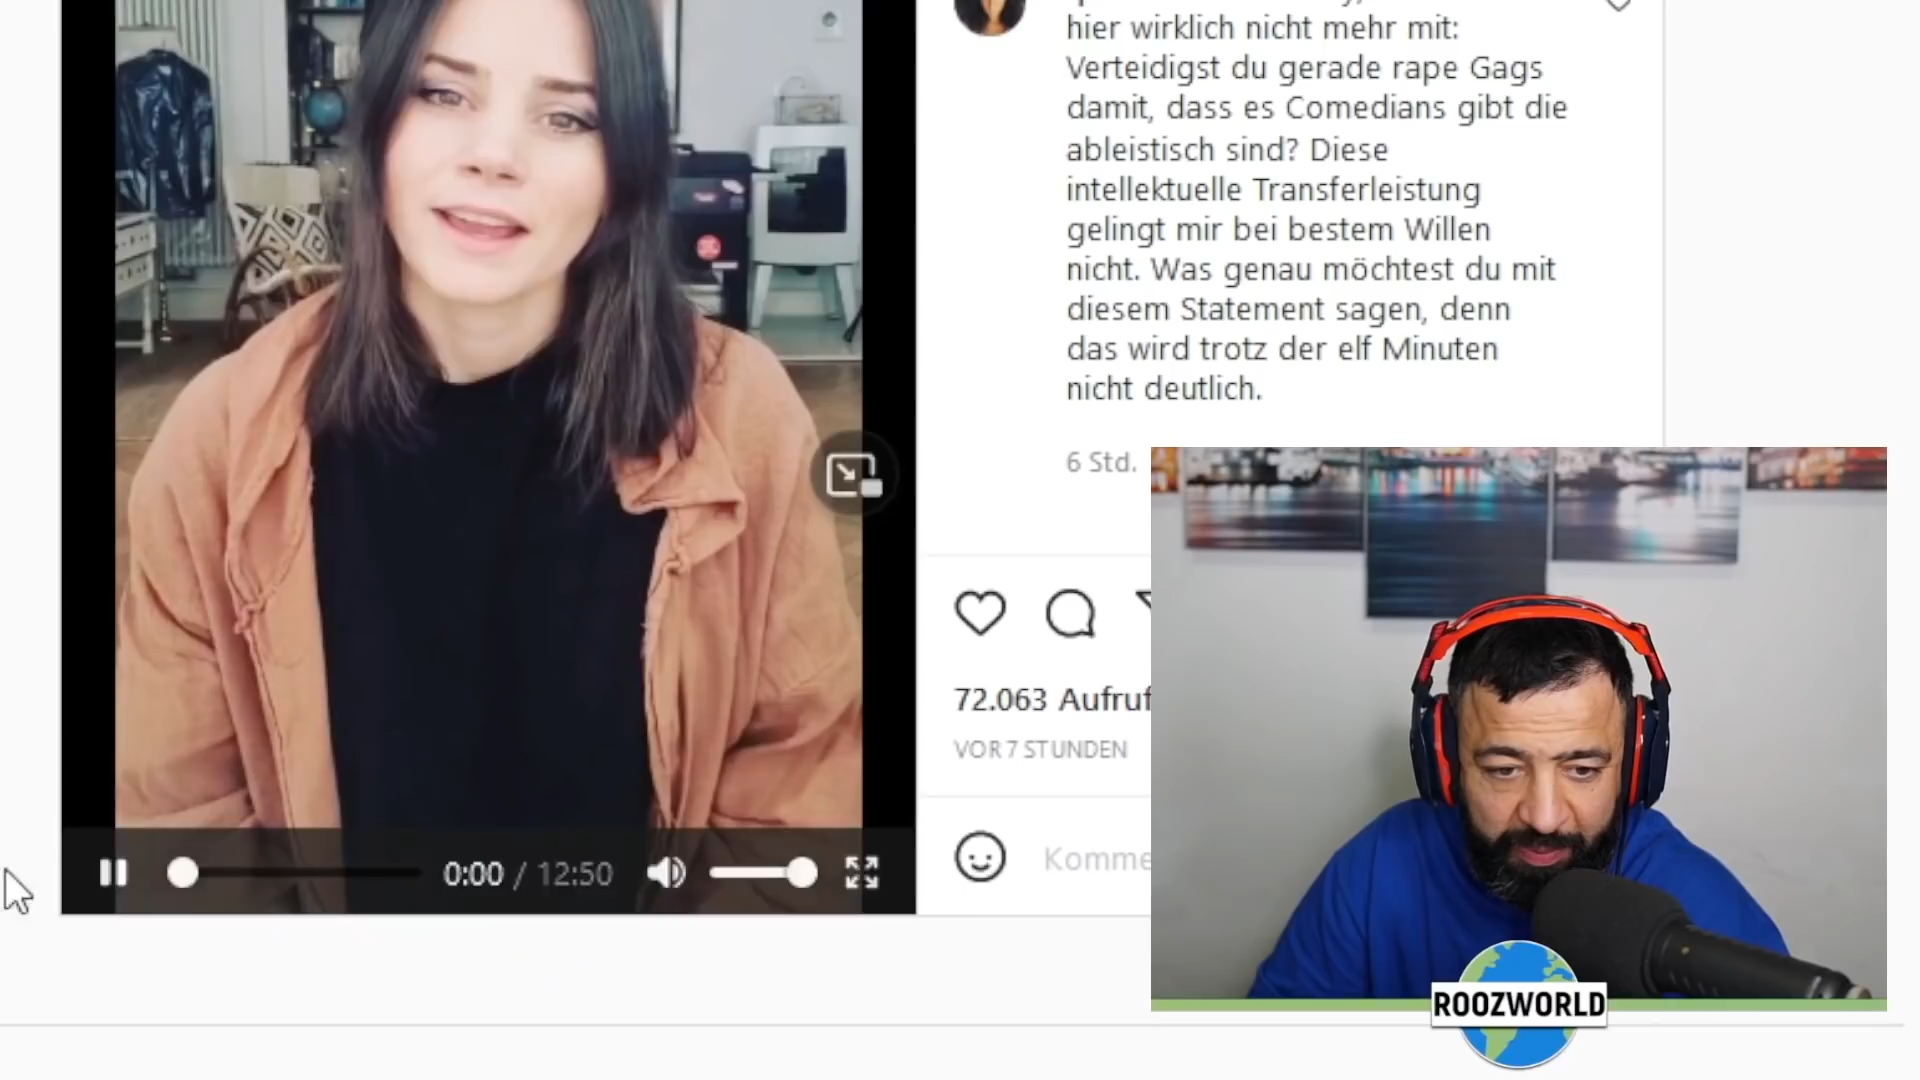 hier wirklich nicht mehr mit:
Verteidigst du gerade rape Gags
damit, dass es Comedians gibt die
ableistisch sind? Diese
intellektuelle Transferleistung
gelingt mir bei bestem Willen
nicht. Was genau möchtest du mit
diesem Statement sagen, denn
das wird trotz der elf Minuten
nicht deutlich.
6 Std.
72.063 Aufruf
VOR 7 STUNDEN
0:00 / 12:50
Komme
ROOZWORLD